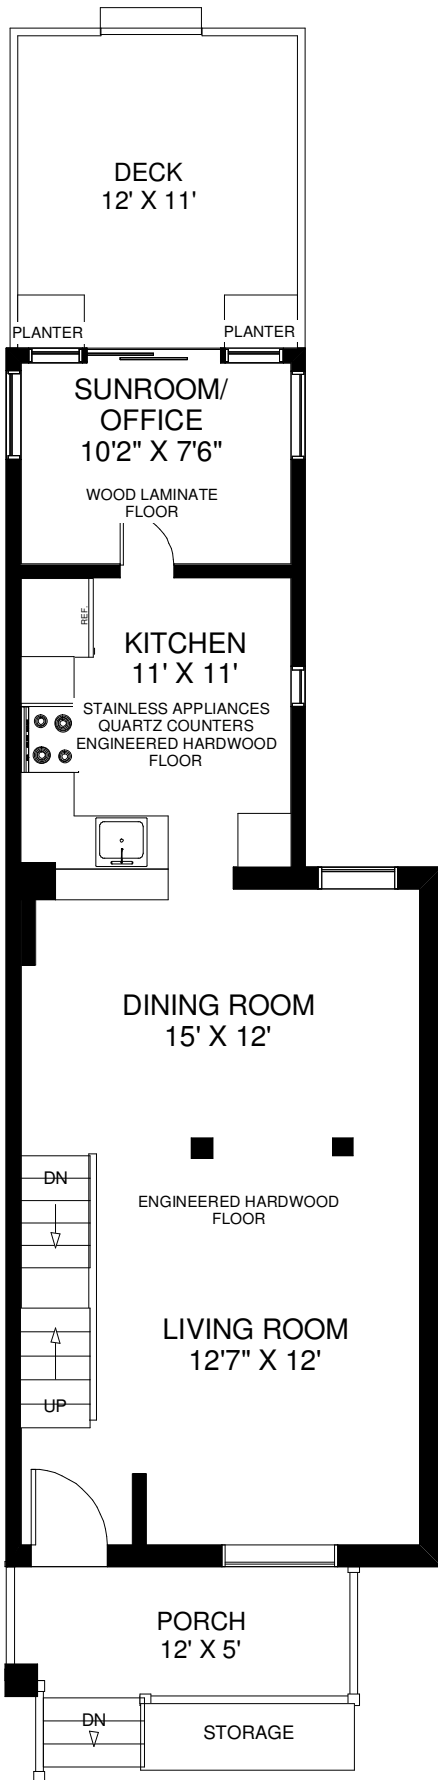 DECK
12' X 11'
PLANTER
PLANTER
SUNROOM/
OFFICE
10'2" X 7'6"
WOOD LAMINATE
FLOOR
REF.
KITCHEN
11' X 11'
STAINLESS APPLIANCES
QUARTZ COUNTERS
ENGINEERED HARDWOOD
FLOOR
DINING ROOM
15' X 12'
DN
ENGINEERED HARDWOOD
FLOOR
LIVING ROOM
12'7" X 12'
UP
PORCH
12' X 5'
DN
STORAGE